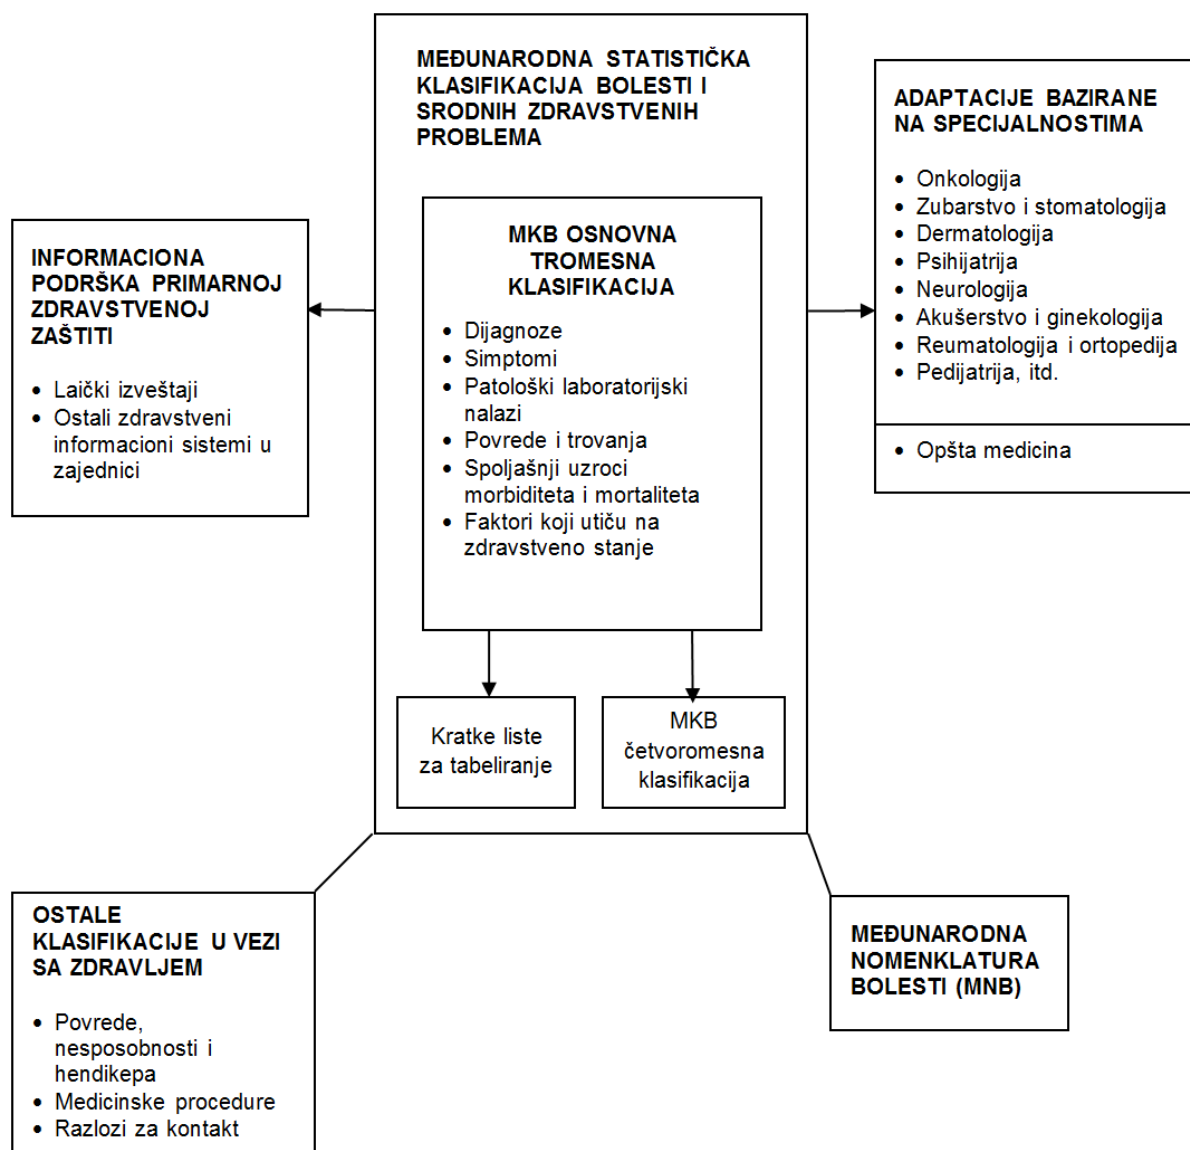 MEĐUNARODNA STATISTIČKA
KLASIFIKACIJA BOLESTI I
SRODNIH ZDRAVSTVENIH
PROBLEMA
MKB OSNOVNA
TROMESNA
KLASIFIKACIJA
• Dijagnoze
• Simptomi
• Patološki laboratorijski
nalazi
• Povrede i trovanja
• Spoljašnji uzroci
morbiditeta i mortaliteta
• Faktori koji utiču na
zdravstveno stanje
Kratke liste
za tabeliranje
MKB
četvoromesna
klasifikacija
INFORMACIONA
PODRŠKA PRIMARNOJ
ZDRAVSTVENOJ
ZAŠTITI
• Laički izveštaji
• Ostali zdravstveni
informacioni sistemi u
zajednici
ADAPTACIJE BAZIRANE
NA SPECIJALNOSTIMA
• Onkologija
• Zubarstvo i stomatologija
• Dermatologija
• Psihijatrija
• Neurologija
• Akušerstvo i ginekologija
• Reumatologija i ortopedija
• Pedijatrija, itd.
• Opšta medicina
OSTALE
KLASIFIKACIJE U VEZI
SA ZDRAVLJEM
• Povrede,
nesposobnosti i
hendikepa
• Medicinske procedure
• Razlozi za kontakt
MEĐUNARODNA
NOMENKLATURA
BOLESTI (MNB)